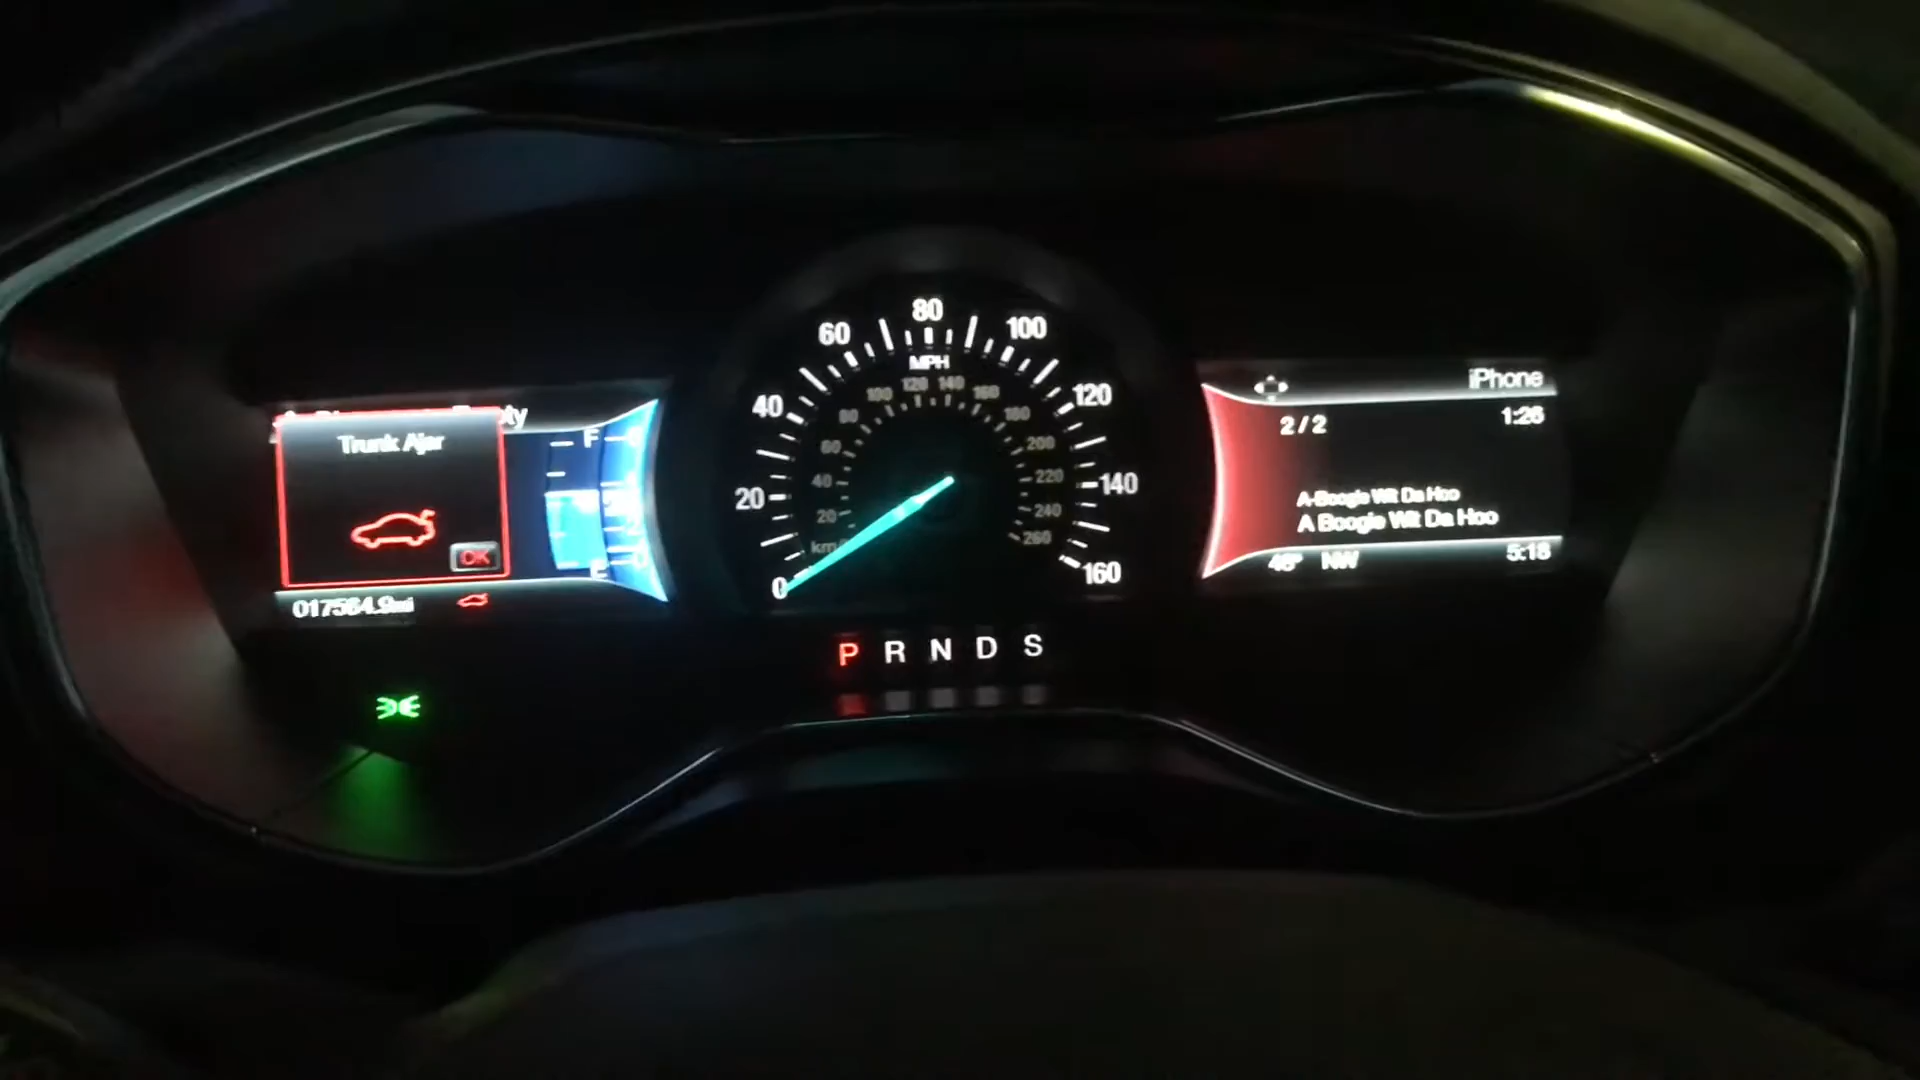 Trunk Ajar
OK
F
E
017564.9mi
0
20
40
60
80
100
120
140
160
MPH
20
40
60
80
100
120
140
160
180
200
220
240
260
P R N D S
iPhone
2/2 1:26
A-Boogie Wit Da Hoo
A Boogie Wit Da Hoo
NW 5:18